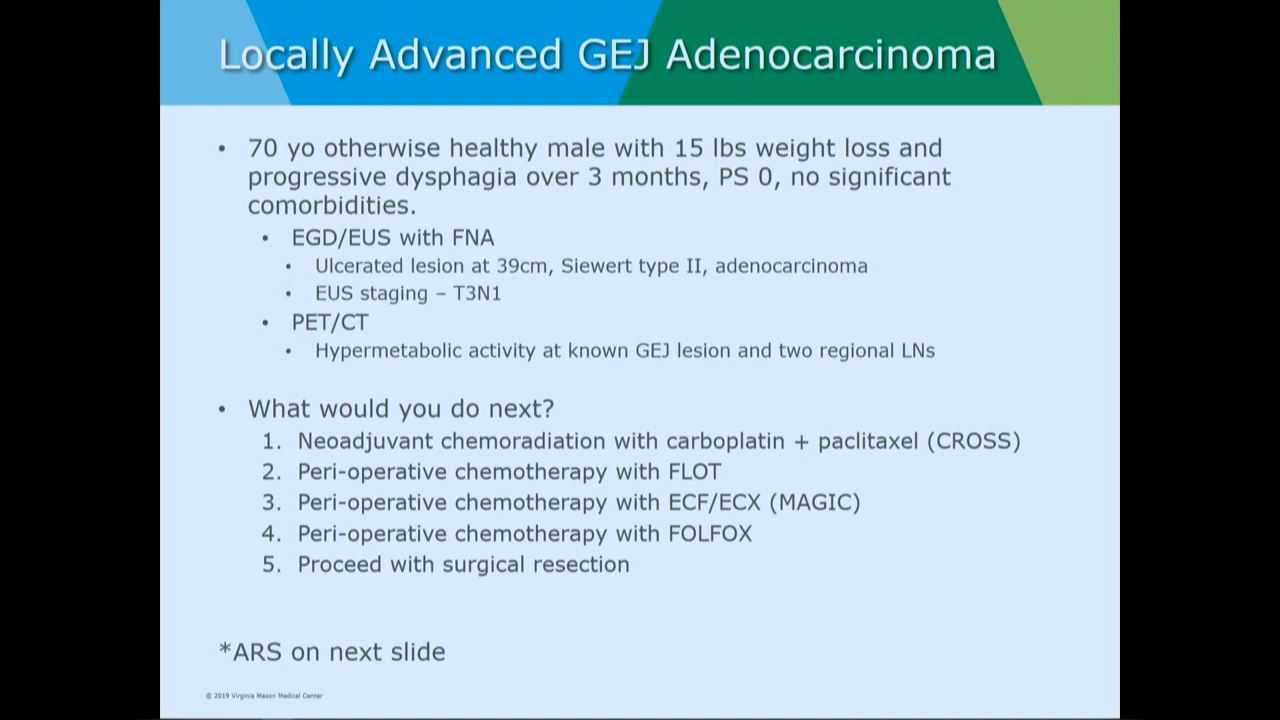 Locally Advanced GEJ Adenocarcinoma
• 70 yo otherwise healthy male with 15 lbs weight loss and
progressive dysphagia over 3 months, PS 0, no significant
comorbidities.
• EGD/EUS with FNA
• Ulcerated lesion at 39cm, Siewert type II, adenocarcinoma
• EUS staging – T3N1
• PET/CT
• Hypermetabolic activity at known GEJ lesion and two regional LNs
• What would you do next?
1. Neoadjuvant chemoradiation with carboplatin + paclitaxel (CROSS)
2. Peri-operative chemotherapy with FLOT
3. Peri-operative chemotherapy with ECF/ECX (MAGIC)
4. Peri-operative chemotherapy with FOLFOX
5. Proceed with surgical resection
*ARS on next slide
© 2019 Virginia Mason Medical Center